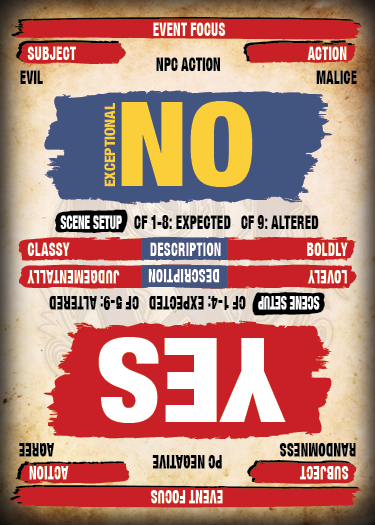 EVENT FOCUS
SUBJECT NPC ACTION ACTION
EVIL MALICE
EXCEPTIONAL NO
SCENE SETUP CF 1-8: EXPECTED CF 9: ALTERED
CLASSY DESCRIPTION BOLDLY
LOVELY DESCRIPTION JUDGEMENTALLY
SCENE SETUP CF 1-4: EXPECTED CF 5-9: ALTERED
YES
RANDOMNESS AGREE
SUBJECT PC NEGATIVE ACTION
EVENT FOCUS